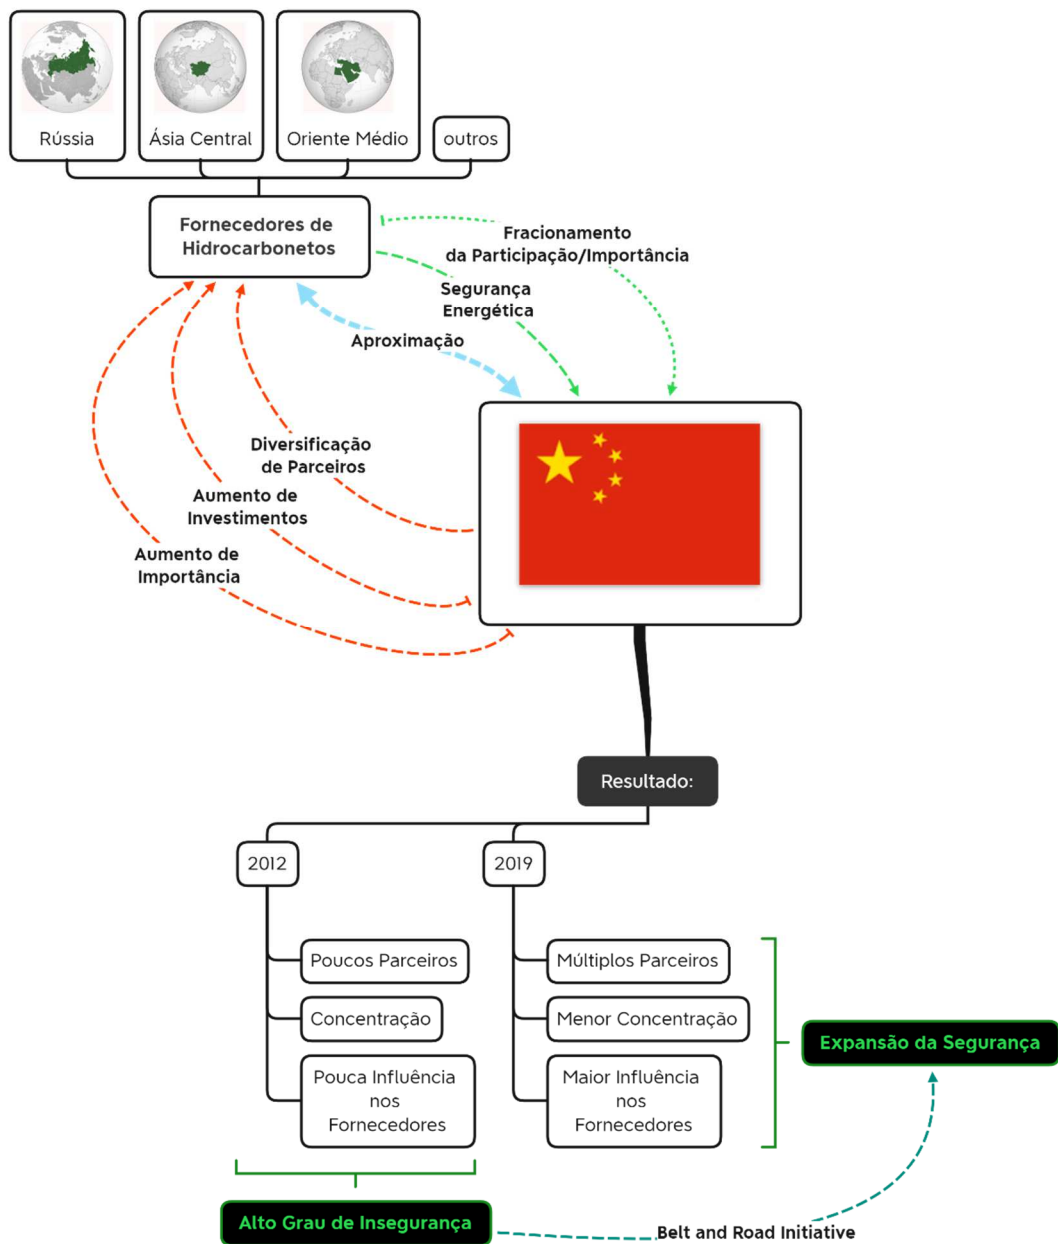 Rússia
Ásia Central
Oriente Médio
outros
Fornecedores de
Hidrocarbonetos
Fracionamento
da Participação/Importância
Segurança
Energética
Aproximação
Diversificação
de Parceiros
Aumento de
Investimentos
Aumento de
Importância
Resultado:
2012
2019
Poucos Parceiros
Concentração
Pouca Influência
nos
Fornecedores
Múltiplos Parceiros
Menor Concentração
Maior Influência
nos
Fornecedores
Expansão da Segurança
Alto Grau de Insegurança
Belt and Road Initiative